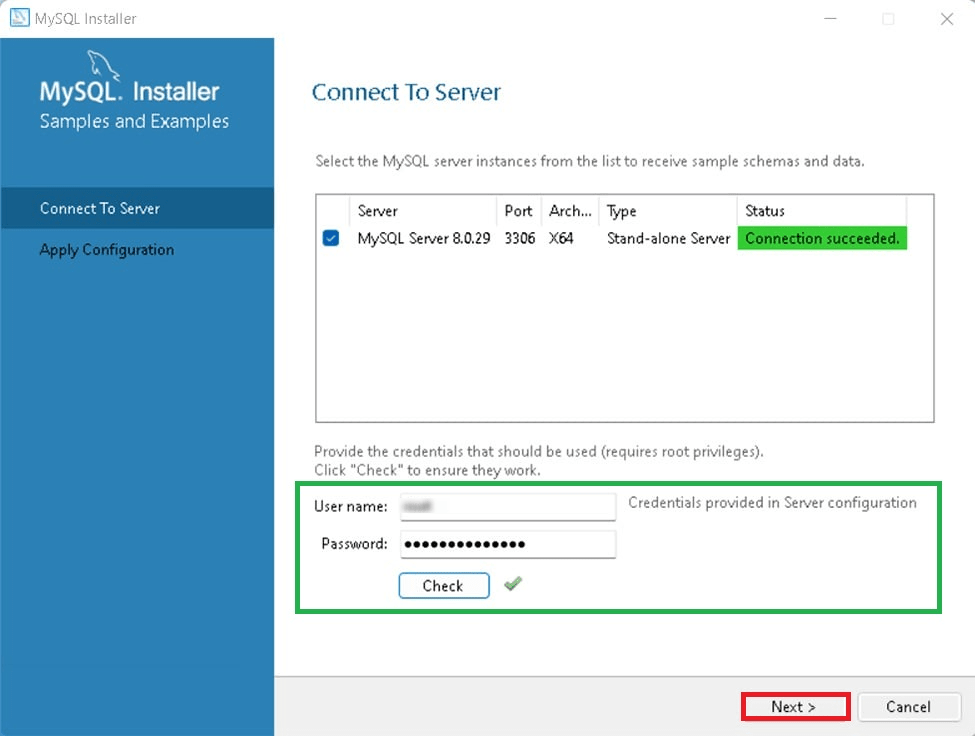 MySQL Installer
MySQL. Installer
Samples and Examples
Connect To Server
Apply Configuration
Connect To Server
Select the MySQL server instances from the list to receive sample schemas and data.
Server Port Arch... Type Status
MySQL Server 8.0.29 3306 X64 Stand-alone Server Connection succeeded.
Provide the credentials that should be used (requires root privileges).
Click "Check" to ensure they work.
User name: Credentials provided in Server configuration
Password: ●●●●●●●●●●●●●●
Check
Next > Cancel